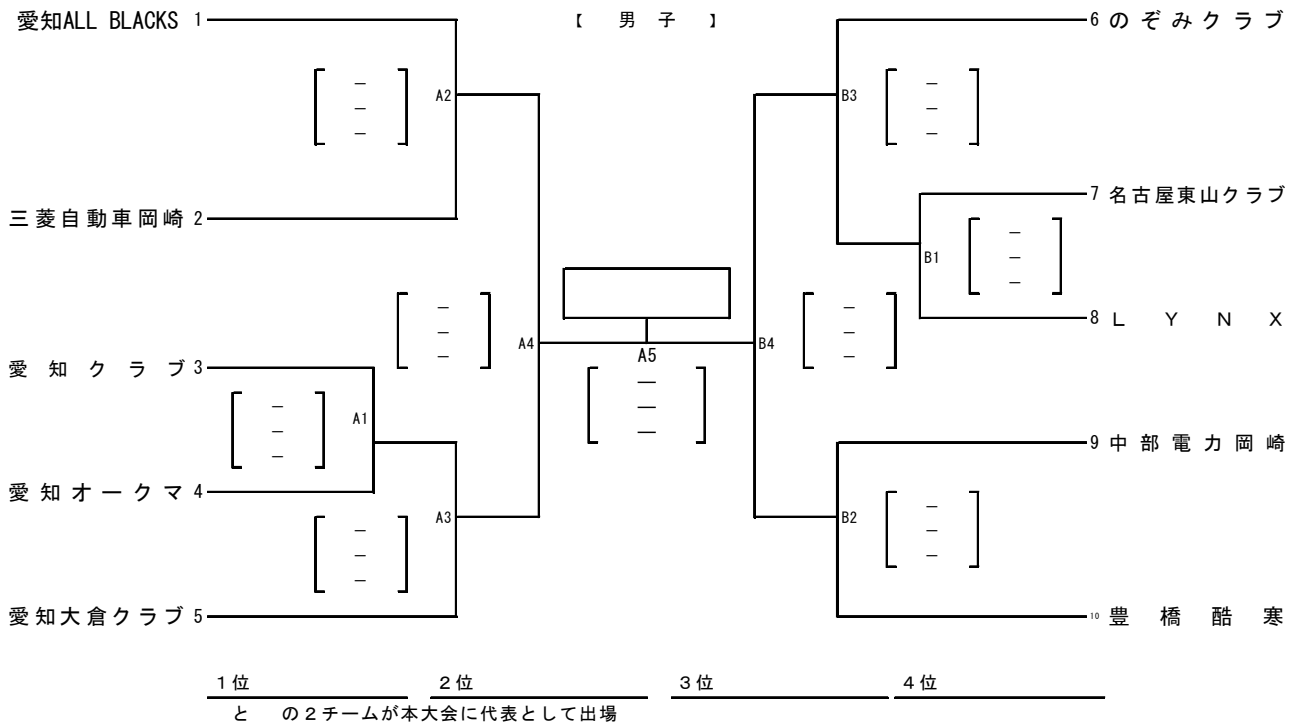 愛知ALL BLACKS 1
【 男 子 】
6 のぞみクラブ
A2
－
－
－
B3
－
－
－
三菱自動車岡崎 2
7 名古屋東山クラブ
B1
－
－
－
8 L Y N X
A4
－
－
－
A5
－
－
－
B4
－
－
－
愛知クラブ 3
A1
－
－
－
愛知オークマ 4
9 中部電力岡崎
A3
－
－
－
B2
－
－
－
愛知大倉クラブ 5
10 豊橋酷寒
１位 ２位 ３位 ４位
と の２チームが本大会に代表として出場